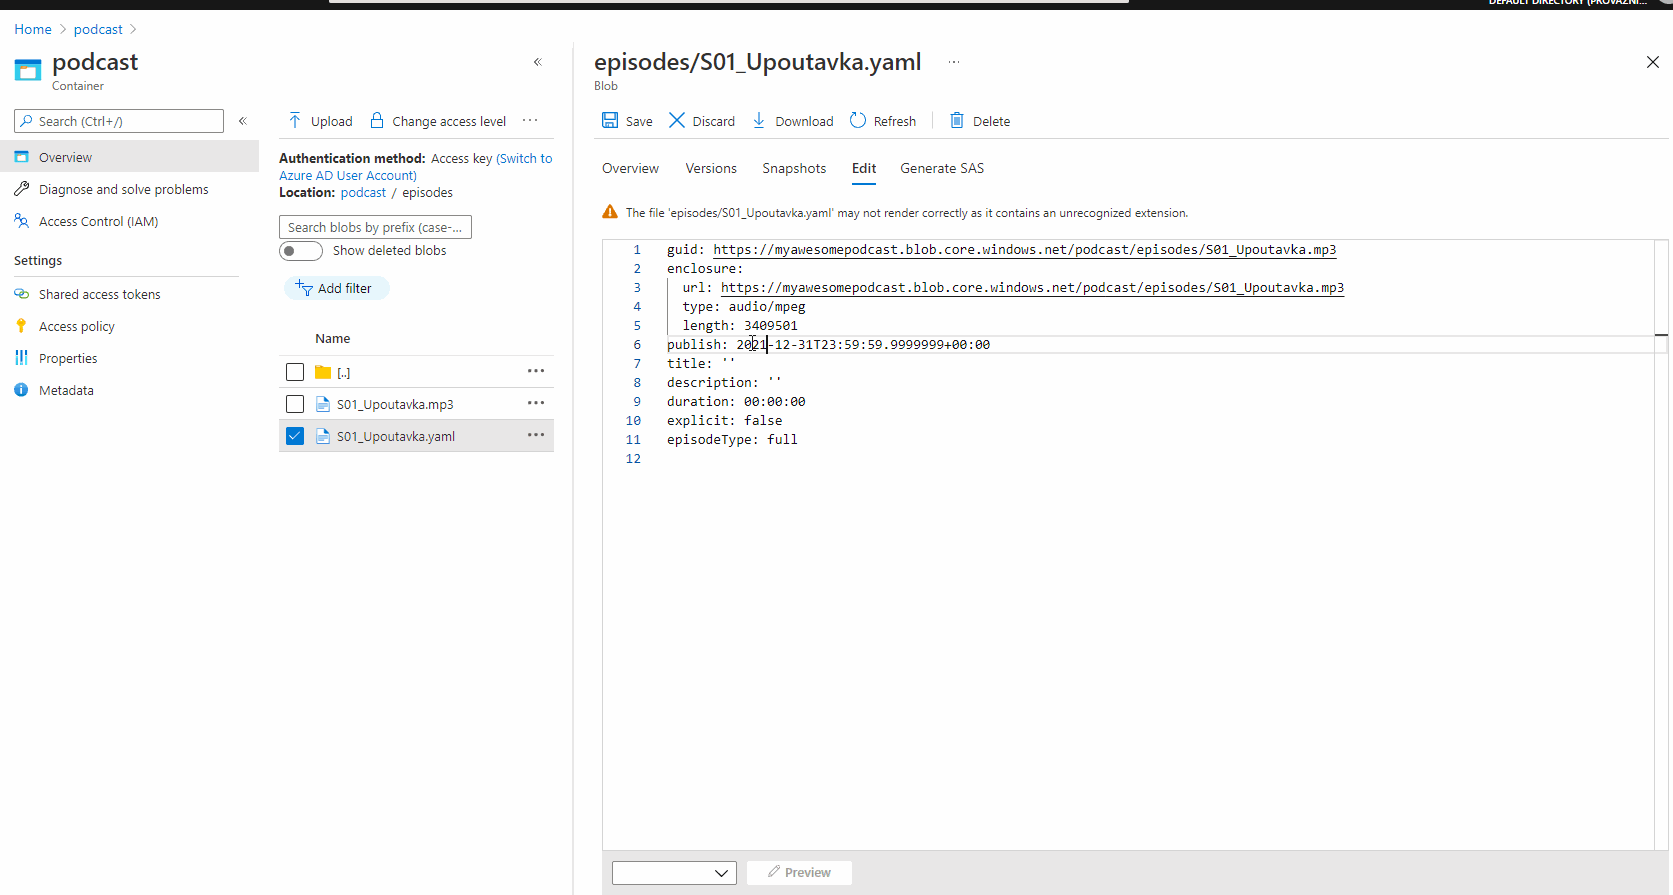 DEFAULT DIRECTORY (PROVAZNI...
Home > podcast >
podcast
Container
«
Search (Ctrl+/)
«
Overview
Diagnose and solve problems
Access Control (IAM)
Settings
Shared access tokens
Access policy
Properties
Metadata
Upload Change access level ...
Authentication method: Access key (Switch to
Azure AD User Account)
Location: podcast / episodes
Search blobs by prefix (case-...
Show deleted blobs
Add filter
Name
[..] ...
S01_Upoutavka.mp3 ...
S01_Upoutavka.yaml ...
episodes/S01_Upoutavka.yaml ...
Blob
Save Discard Download Refresh Delete
Overview Versions Snapshots Edit Generate SAS
The file 'episodes/S01_Upoutavka.yaml' may not render correctly as it contains an unrecognized extension.
1 guid: https://myawesomepodcast.blob.core.windows.net/podcast/episodes/S01_Upoutavka.mp3
2 enclosure:
3 url: https://myawesomepodcast.blob.core.windows.net/podcast/episodes/S01_Upoutavka.mp3
4 type: audio/mpeg
5 length: 3409501
6 publish: 2021-12-31T23:59:59.9999999+00:00
7 title: ''
8 description: ''
9 duration: 00:00:00
10 explicit: false
11 episodeType: full
12
Preview